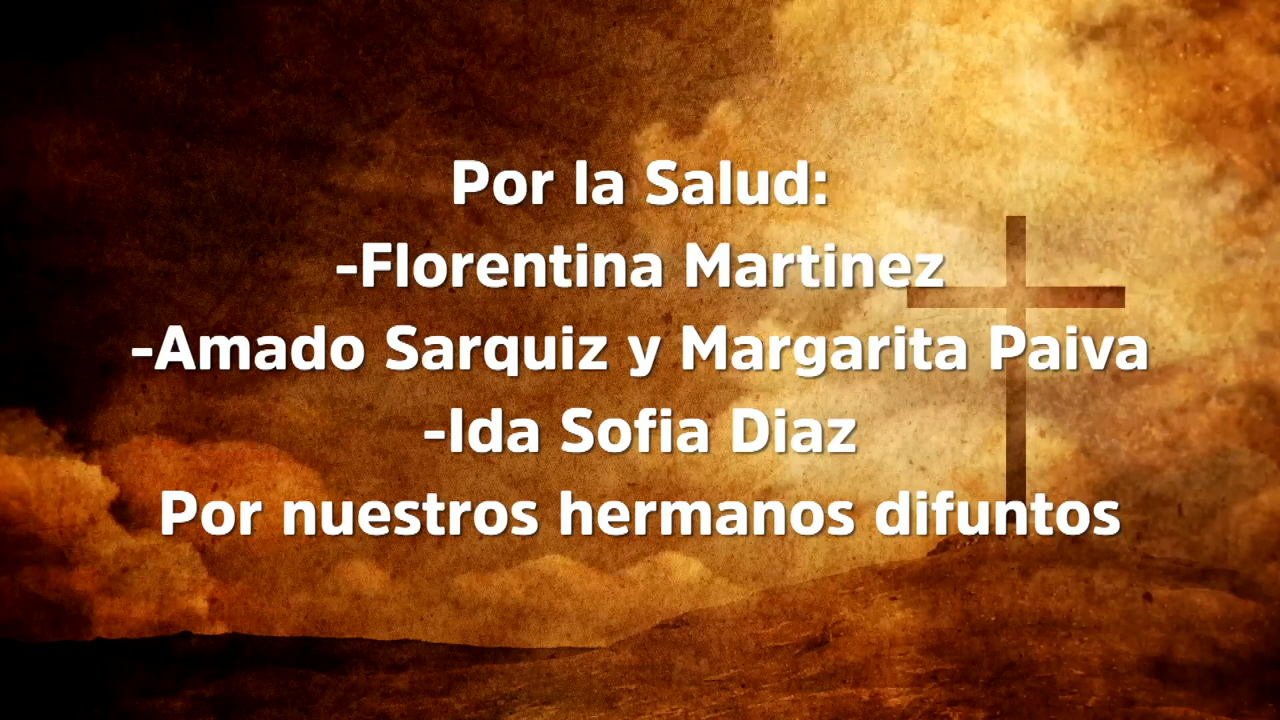 Por la Salud:
-Florentina Martinez
-Amado Sarquiz y Margarita Paiva
-Ida Sofia Diaz
Por nuestros hermanos difuntos